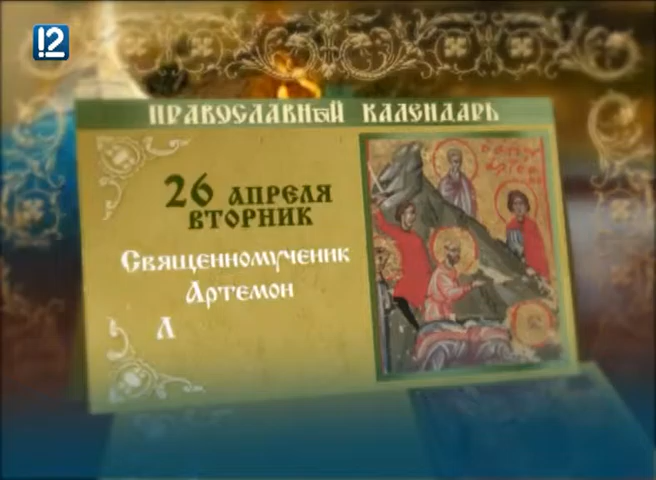 12
ПРАВОСЛАВНЫЙ КАЛЕНДАРЬ
26 АПРЕЛЯ
ВТОРНИК
Священномученик
Артемон
Л